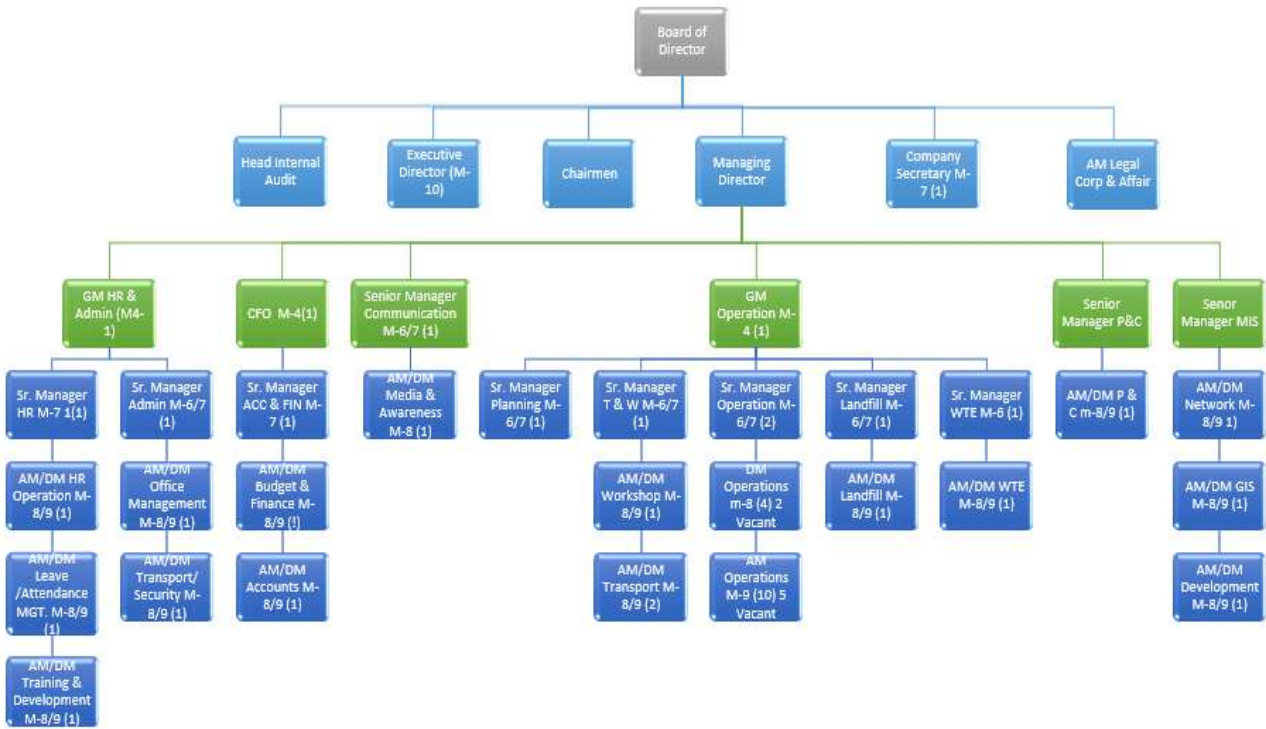 Board of
Director
Head Internal
Audit
Executive
Director (M-
10)
Chairmen
Managing
Director
Company
Secretary M-
7 (1)
AM Legal
Corp & Affair
GM HR &
Admin (M4-
1)
CFO M-4(1)
Senior Manager
Communication
M-6/7 (1)
GM
Operation M-
4 (1)
Senior
Manager P&C
Senor
Manager MIS
Sr. Manager
HR M-7 1(1)
Sr. Manager
Admin M-6/7
(1)
Sr. Manager
ACC & FIN M-
7 (1)
AM/DM
Media &
Awareness
M-8 (1)
Sr. Manager
Planning M-
6/7 (1)
Sr. Manager
T & W M-6/7
(1)
Sr. Manager
Operation M-
6/7 (2)
Sr. Manager
Landfill M-
6/7 (1)
Sr. Manager
WTE M-6 (1)
AM/DM P &
C m-8/9 (1)
AM/DM
Network M-
8/9 1)
AM/DM HR
Operation M-
8/9 (1)
AM/DM
Office
Management
M-8/9 (1}
AM/DM
Budget &
Finance M-
8/9 (!)
AM/DM
Workshop M-
8/9 (1)
DM
Operations
m-8 (4) 2
Vacant
AM/DM
Landfill M-
8/9 (1)
AM/DM WTE
M-8/9 (1}
AM/DM GIS
M-8/9 (1)
AM/DM
Leave
/Attendance
MGT. M-8/9
(1)
AM/DM
Transport/
Security M-
8/9 (1)
AM/DM
Accounts M-
8/9 (1)
AM/DM
Transport M-
8/9 (2)
AM
Operations
M-9 (10) 5
Vacant
AM/DM
Development
M-8/9 (1)
AM/DM
Training &
Development
M-8/9 (1)